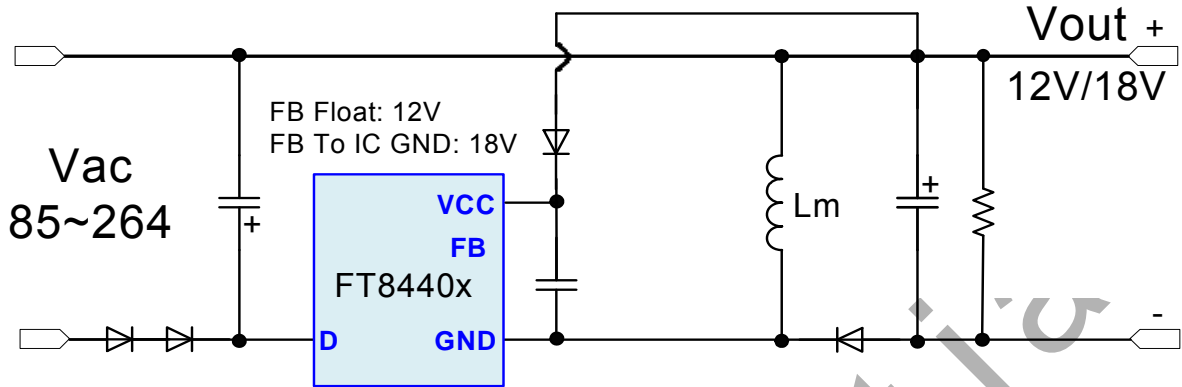 Vout +
12V/18V
FB Float: 12V
FB To IC GND: 18V
Vac
85~264
+
VCC
FB
FT8440x
D
GND
Lm
+
-